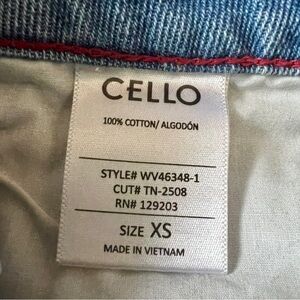 CELLO
100% COTTON/ ALGODÓN
STYLE# WV46348-1
CUT# TN-2508
RN# 129203
SIZE XS
MADE IN VIETNAM